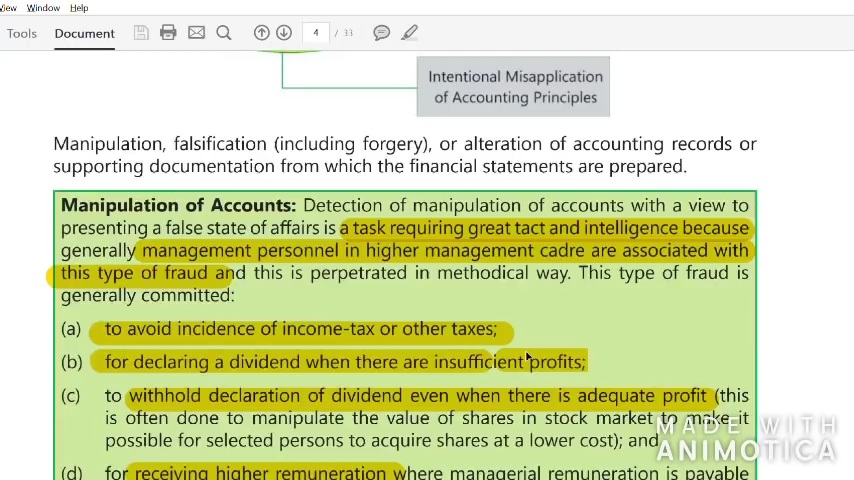 View Window Help
Tools Document 4 / 33
Intentional Misapplication
of Accounting Principles
Manipulation, falsification (including forgery), or alteration of accounting records or
supporting documentation from which the financial statements are prepared.
Manipulation of Accounts: Detection of manipulation of accounts with a view to
presenting a false state of affairs is a task requiring great tact and intelligence because
generally management personnel in higher management cadre are associated with
this type of fraud and this is perpetrated in methodical way. This type of fraud is
generally committed:
(a) to avoid incidence of income-tax or other taxes;
(b) for declaring a dividend when there are insufficient profits;
(c) to withhold declaration of dividend even when there is adequate profit (this
is often done to manipulate the value of shares in stock market to make it
possible for selected persons to acquire shares at a lower cost); and
(d) for receiving higher remuneration where managerial remuneration is payable
MADE WITH
ANIMOTICA